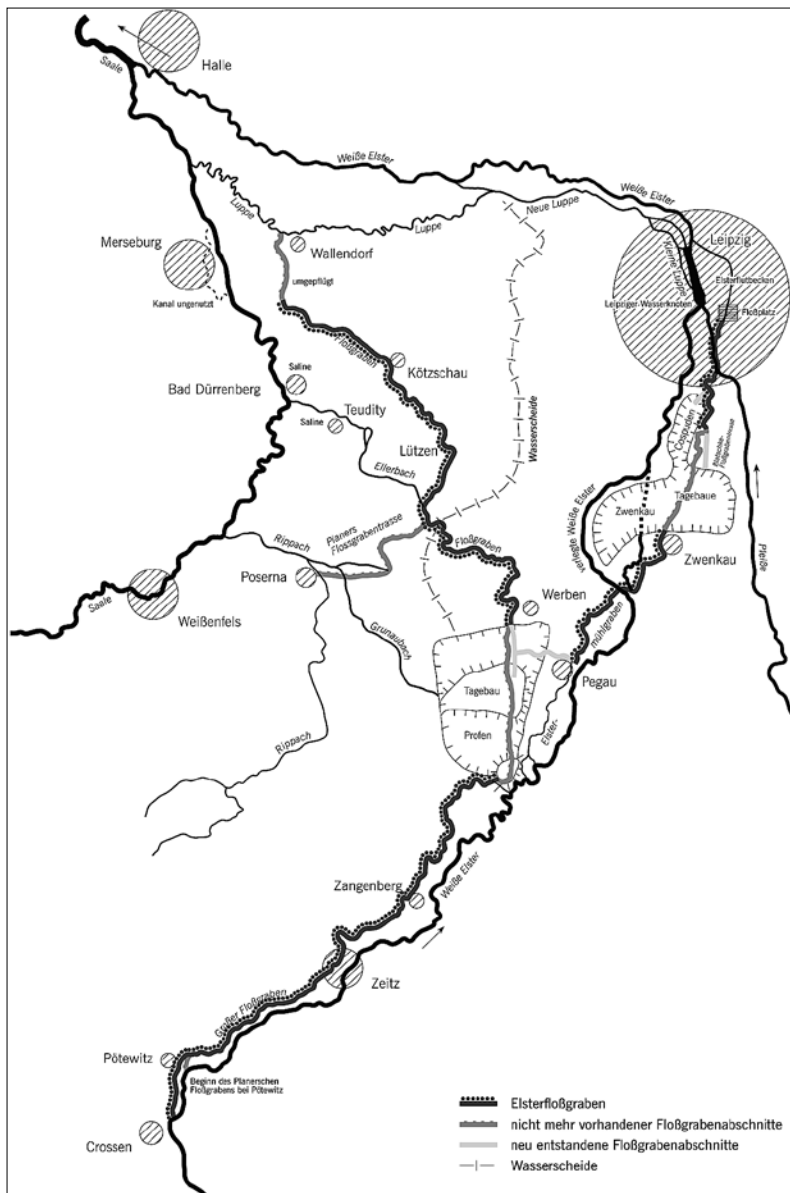 Saale
Halle
Weiße Elster
Weiße Elster
Luppe
Luppe
Neue Luppe
Kleine Luppe
Leipzig
Elsterflutbecken
Leipziger Wasserknoten
Floßplatz
Merseburg
Kanal ungenutzt
Wallendorf
umgepflügt
Floßgraben
Kötzschau
Wasserscheide
Bad Dürrenberg
Saline
Teudity
Saline
Lützen
Ellerbach
Cospuden
Tagebaue
Zwenkau
Zwenkau
verlegte Weiße Elster
Pleiße
Planers
Flossgrabentrasse
Floßgraben
Rippach
Poserna
Saale
Weißenfels
Grunaubach
Werben
mühlgraben
Pegau
Elster-
Tagebau
Profen
Rippach
Zangenberg
Weiße Elster
Zeitz
Großer Floßgraben
Pötewitz
Beginn des Planerschen
Floßgrabens bei Pötewitz
Crossen
Elsterfloßgraben
nicht mehr vorhandener Floßgrabenabschnitte
neu entstandene Floßgrabenabschnitte
Wasserscheide